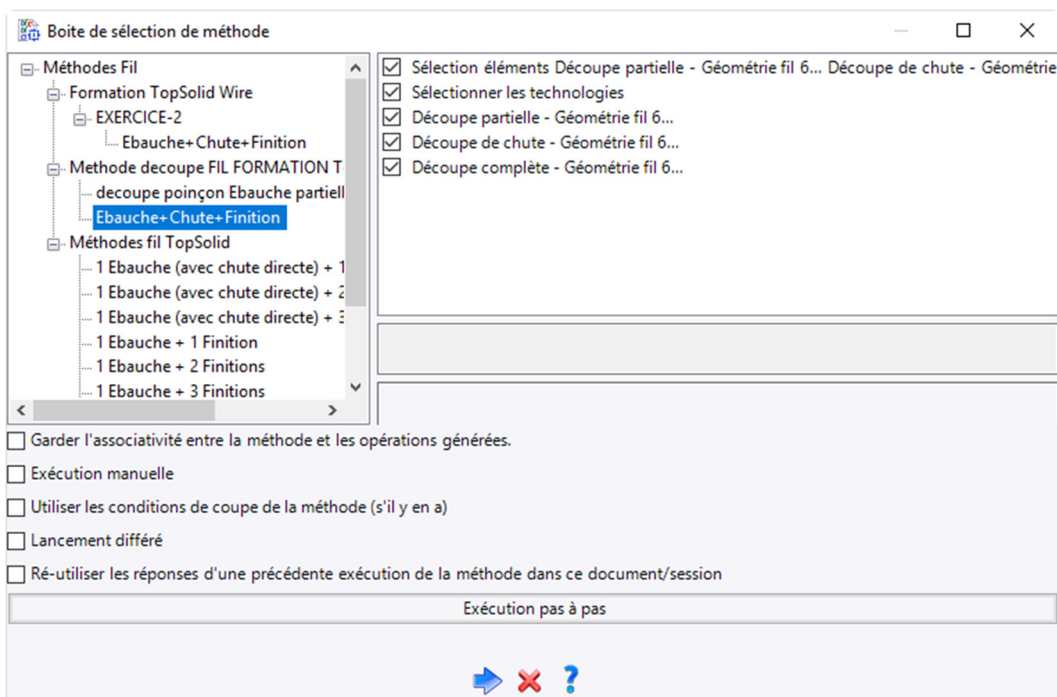 Boite de sélection de méthode
Méthodes Fil
Formation TopSolid Wire
EXERCICE-2
Ebauche+Chute+Finition
Methode decoupe FIL FORMATION T
decoupe poinçon Ebauche partiell
Ebauche+Chute+Finition
Méthodes fil TopSolid
1 Ebauche (avec chute directe) + 1
1 Ebauche (avec chute directe) + 2
1 Ebauche (avec chute directe) + 3
1 Ebauche + 1 Finition
1 Ebauche + 2 Finitions
1 Ebauche + 3 Finitions
Sélection éléments Découpe partielle - Géométrie fil 6... Découpe de chute - Géométrie
Sélectionner les technologies
Découpe partielle - Géométrie fil 6...
Découpe de chute - Géométrie fil 6...
Découpe complète - Géométrie fil 6...
Garder l'associativité entre la méthode et les opérations générées.
Exécution manuelle
Utiliser les conditions de coupe de la méthode (s'il y en a)
Lancement différé
Ré-utiliser les réponses d'une précédente exécution de la méthode dans ce document/session
Exécution pas à pas
?